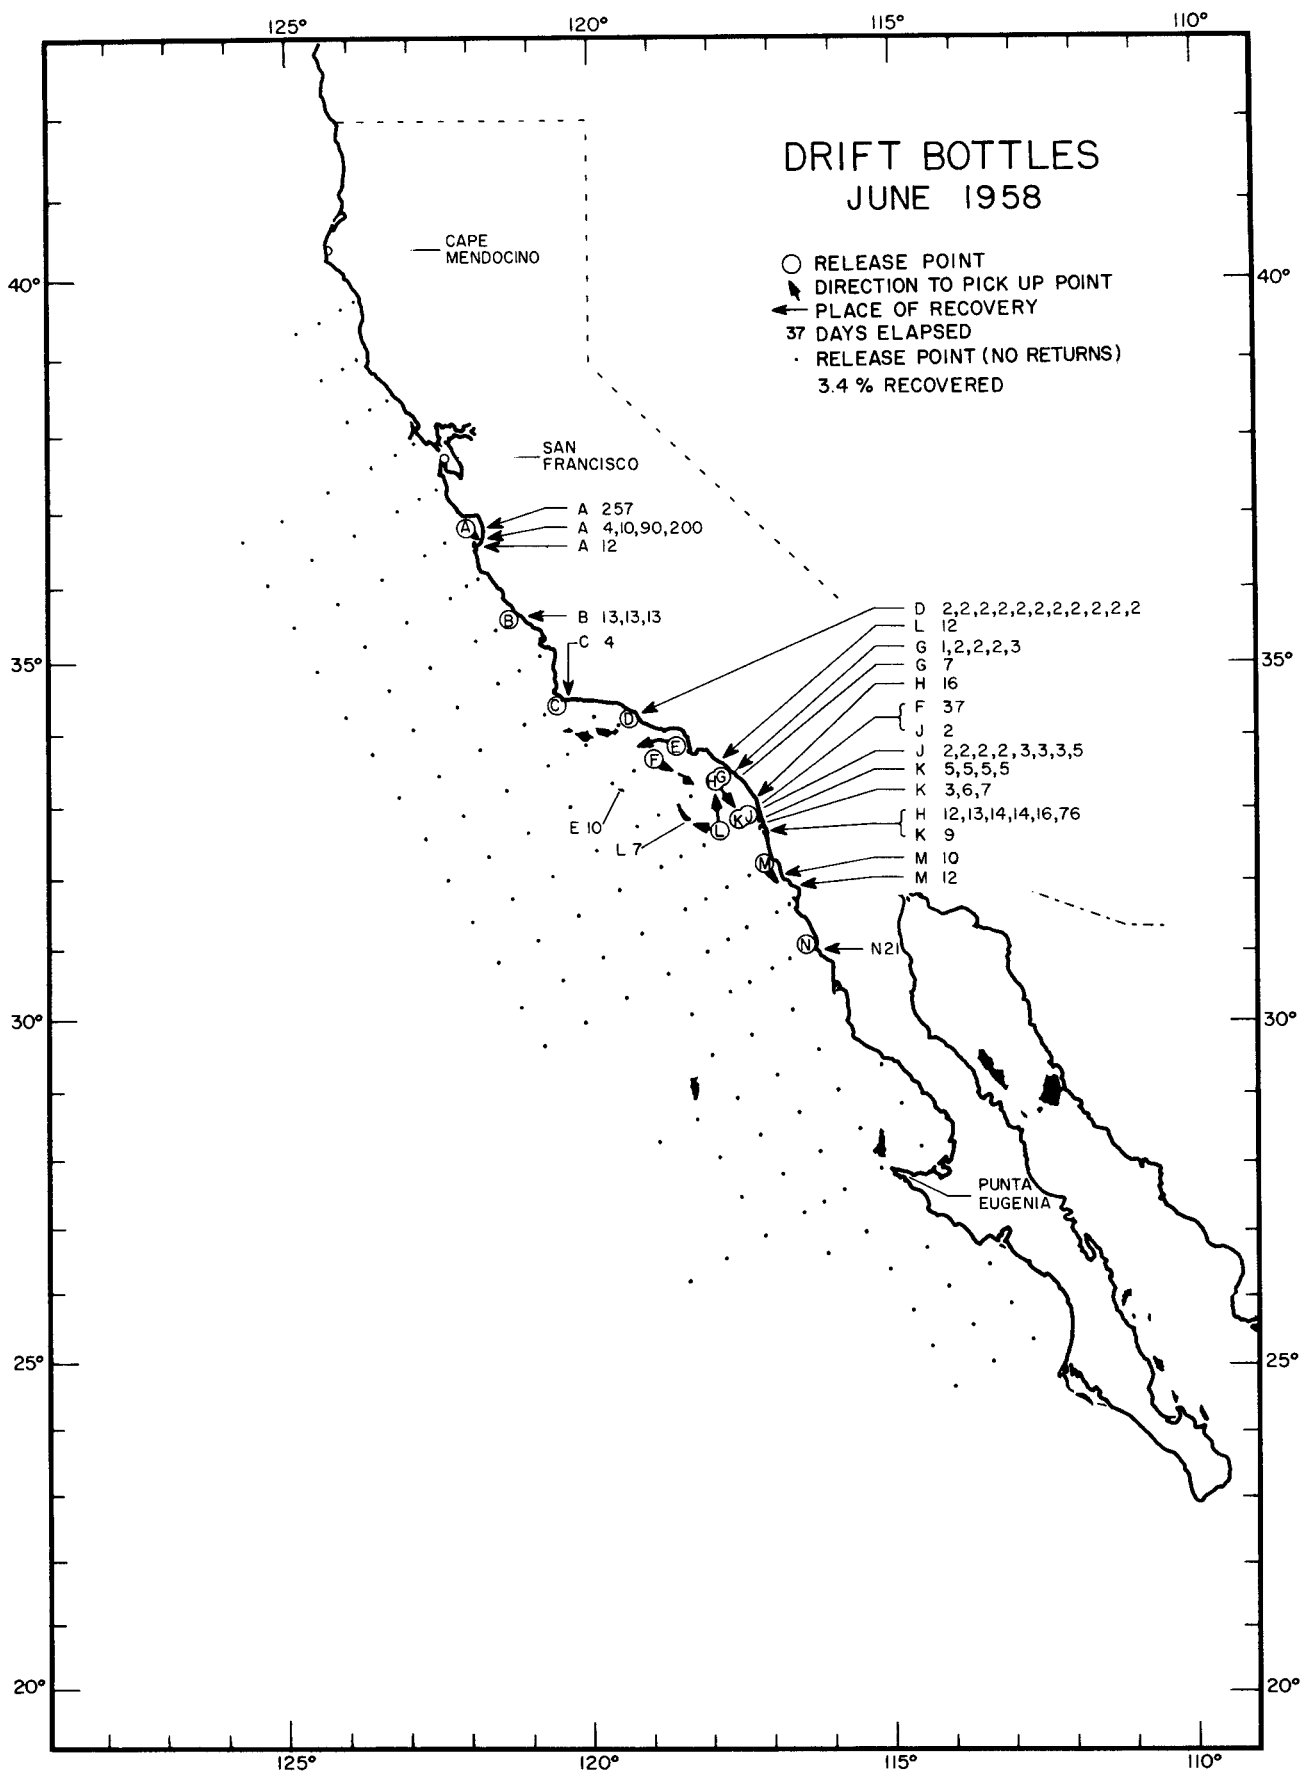 125° 120° 115° 110°
DRIFT BOTTLES
JUNE 1958
RELEASE POINT
DIRECTION TO PICK UP POINT
PLACE OF RECOVERY
37 DAYS ELAPSED
RELEASE POINT (NO RETURNS)
3.4 % RECOVERED
CAPE
MENDOCINO
40° 40°
SAN
FRANCISCO
A
A 257
A 4,10,90,200
A 12
B
B 13,13,13
C 4
35° 35°
D 2,2,2,2,2,2,2,2,2,2,2
L 12
G 1,2,2,2,3
G 7
H 16
F 37
J 2
J 2,2,2,2,3,3,3,5
K 5,5,5,5
K 3,6,7
H 12,13,14,14,16,76
K 9
M 10
M 12
C
D
E
F
H G
K J
L
E 10
L 7
M
N
N21
30° 30°
PUNTA
EUGENIA
25° 25°
20° 20°
125° 120° 115° 110°